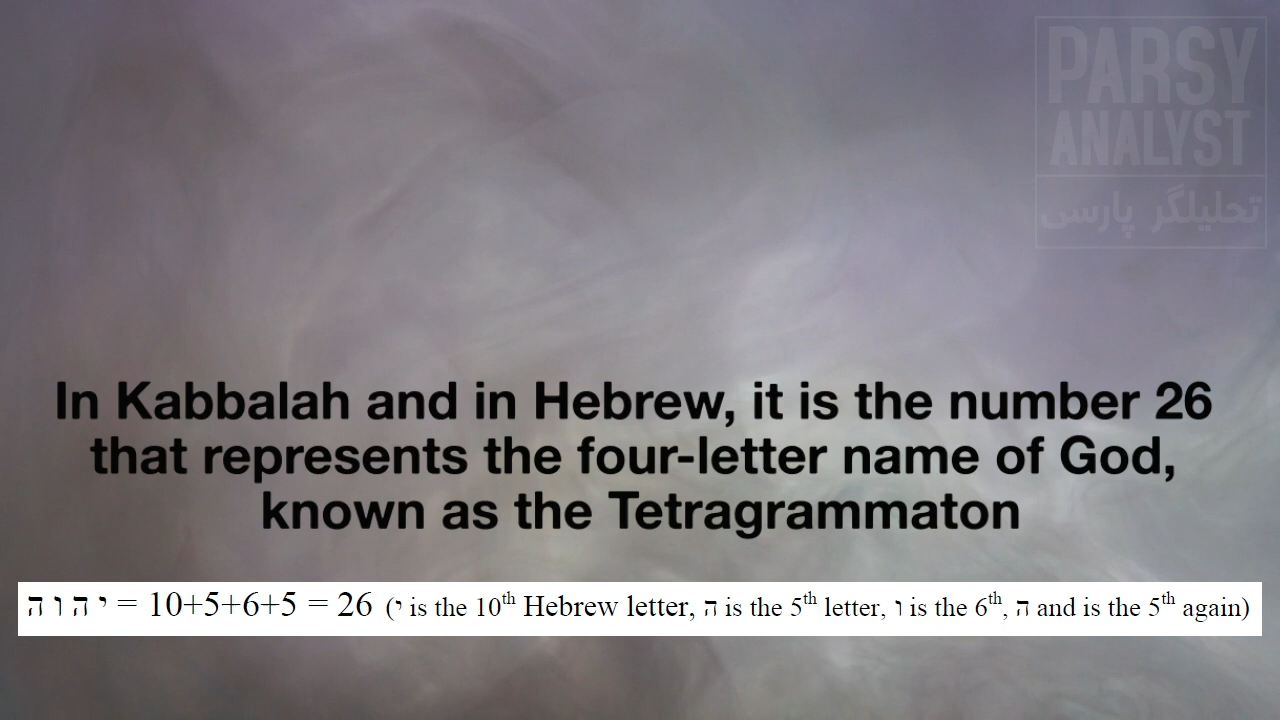 PARSY
ANALYST
تحلیلگر پارسی
In Kabbalah and in Hebrew, it is the number 26
that represents the four-letter name of God,
known as the Tetragrammaton
י ה ו ה = 10+5+6+5 = 26 (י is the 10th Hebrew letter, ה is the 5th letter, ו is the 6th, ה and is the 5th again)